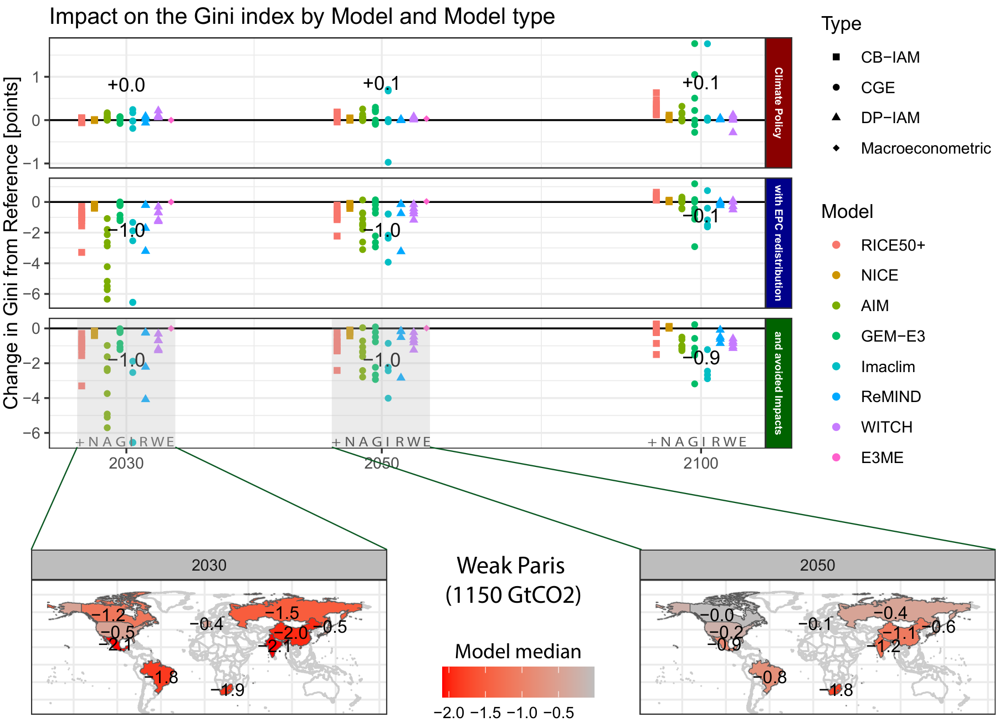 Impact on the Gini index by Model and Model type
Change in Gini from Reference [points]
1
0
−1
+0.0
+0.1
+0.1
Climate Policy
0
−2
−4
−6
−1.0
−1.0
−0.1
with EPC redistribution
0
−2
−4
−6
−1.0
−1.0
−0.9
and avoided Impacts
+ N A G I R W E
+ N A G I R W E
+ N A G I R W E
2030
2050
2100
Type
CB−IAM
CGE
DP−IAM
Macroeconometric
Model
RICE50+
NICE
AIM
GEM−E3
Imaclim
ReMIND
WITCH
E3ME
2030
−1.2
−0.5
−2.1
−1.8
−0.4
−1.9
−1.5
−2.0
−2.1
−0.5
Weak Paris
(1150 GtCO2)
Model median
−2.0 −1.5 −1.0 −0.5
2050
−0.0
−0.2
−0.9
−0.8
−0.1
−1.8
−0.4
−1.1
−1.2
−0.6